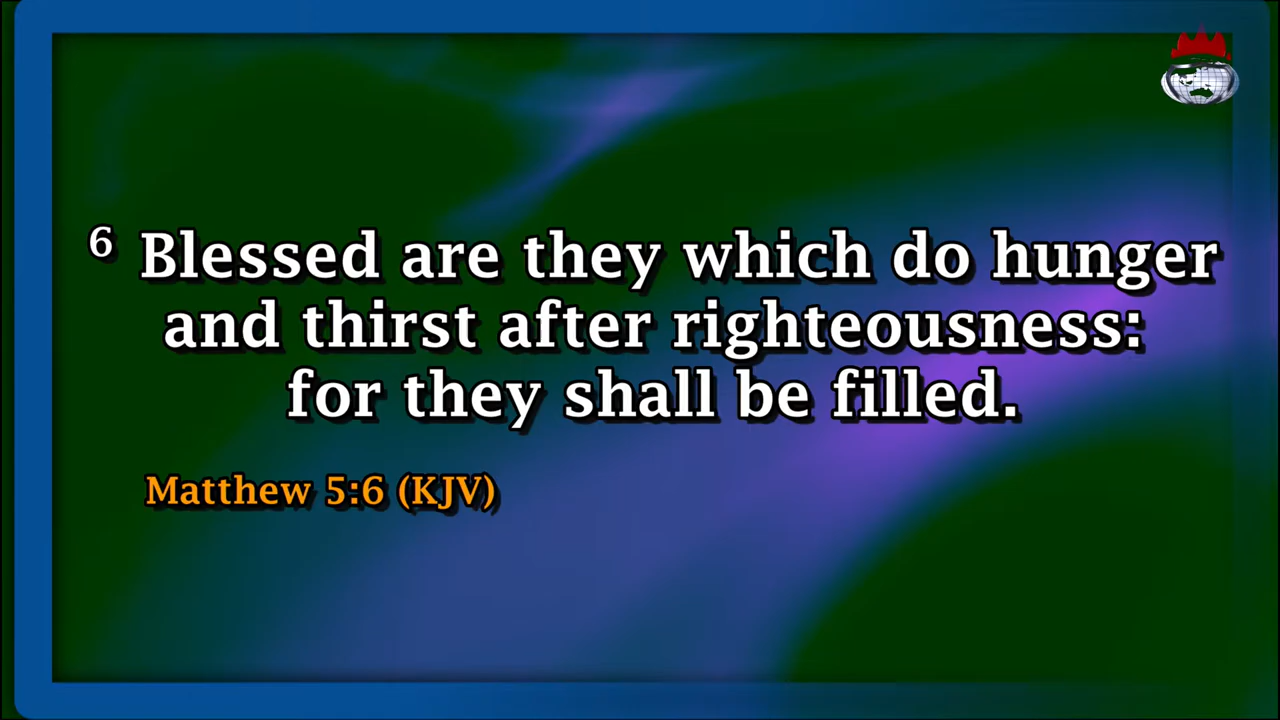 6 Blessed are they which do hunger
and thirst after righteousness:
for they shall be filled.
Matthew 5:6 (KJV)